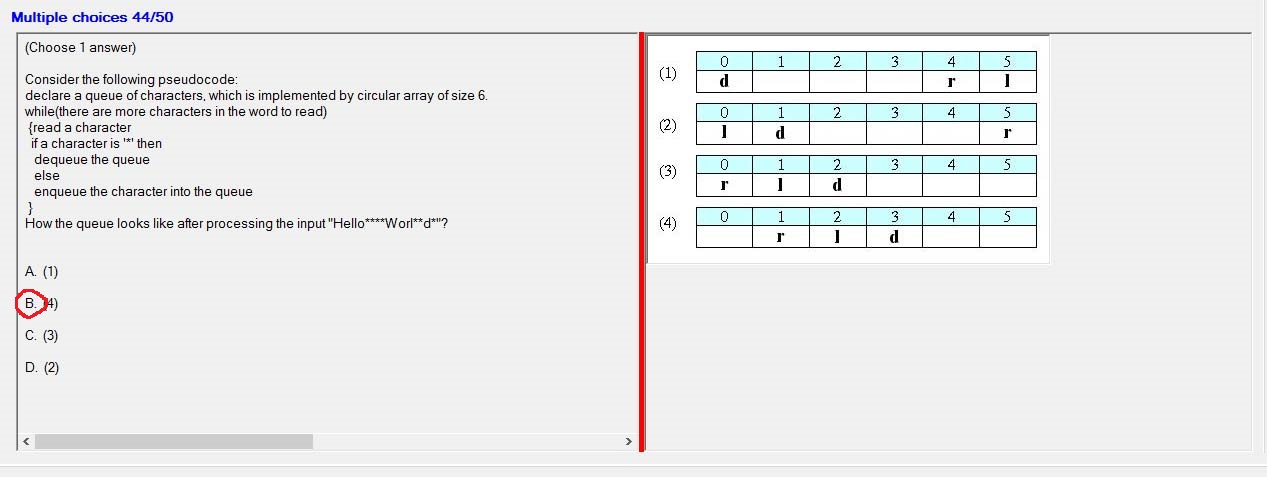 Multiple choices 44/50
(Choose 1 answer)
Consider the following pseudocode:
declare a queue of characters, which is implemented by circular array of size 6.
while(there are more characters in the word to read)
{read a character
if a character is '*' then
dequeue the queue
else
enqueue the character into the queue
}
How the queue looks like after processing the input "Hello****Worl**d*"?
A. (1)
B. (4)
C. (3)
D. (2)
(1)
0 1 2 3 4 5
d r l
(2)
0 1 2 3 4 5
l d r
(3)
0 1 2 3 4 5
r l d
(4)
0 1 2 3 4 5
r l d